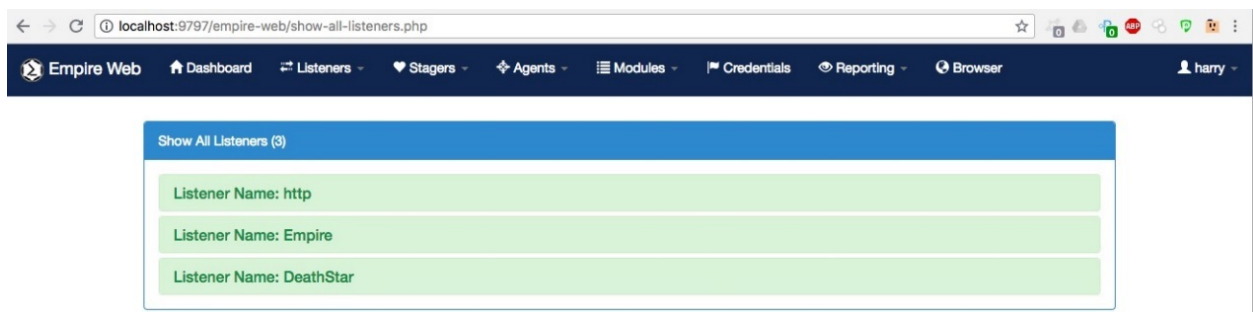 localhost:9797/empire-web/show-all-listeners.php
Empire Web Dashboard Listeners Stagers Agents Modules Credentials Reporting Browser harry
Show All Listeners (3)
Listener Name: http
Listener Name: Empire
Listener Name: DeathStar